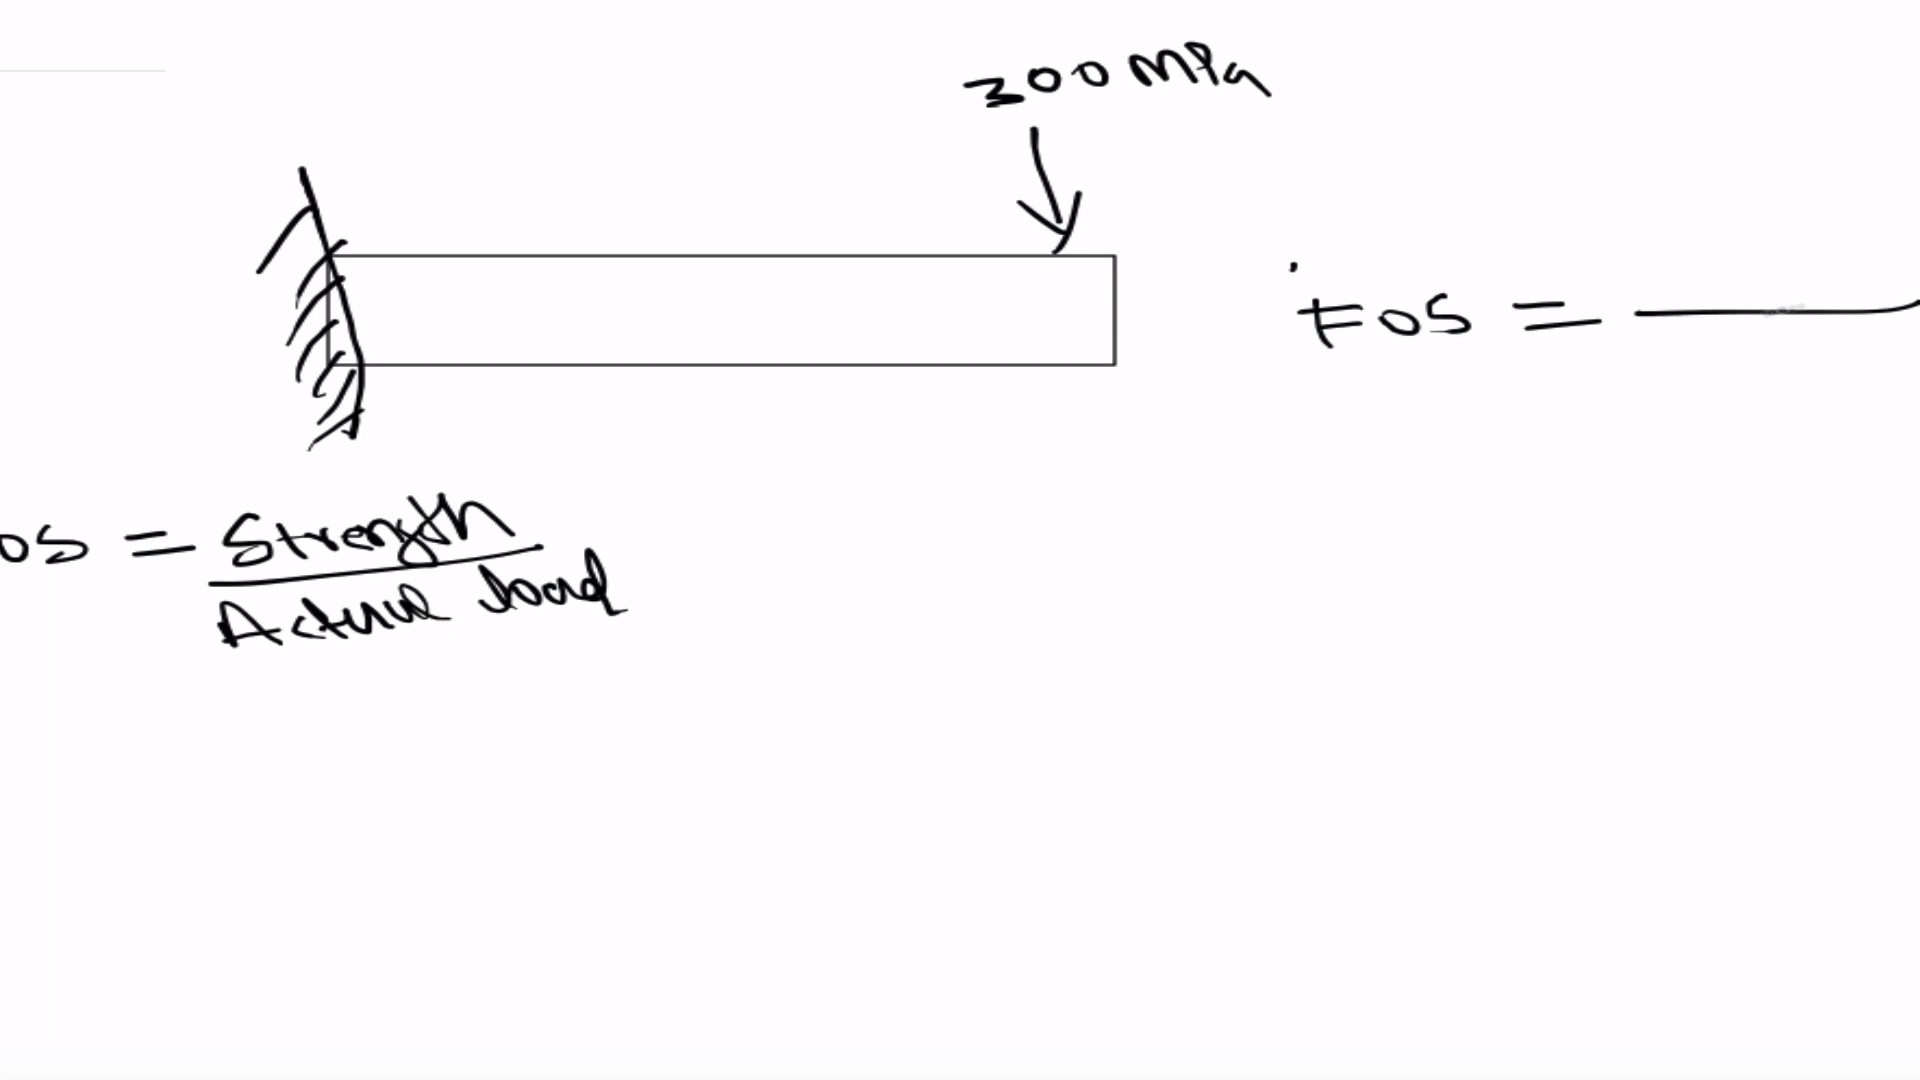 300 MPa
FOS =
OS = Strength
Actual load